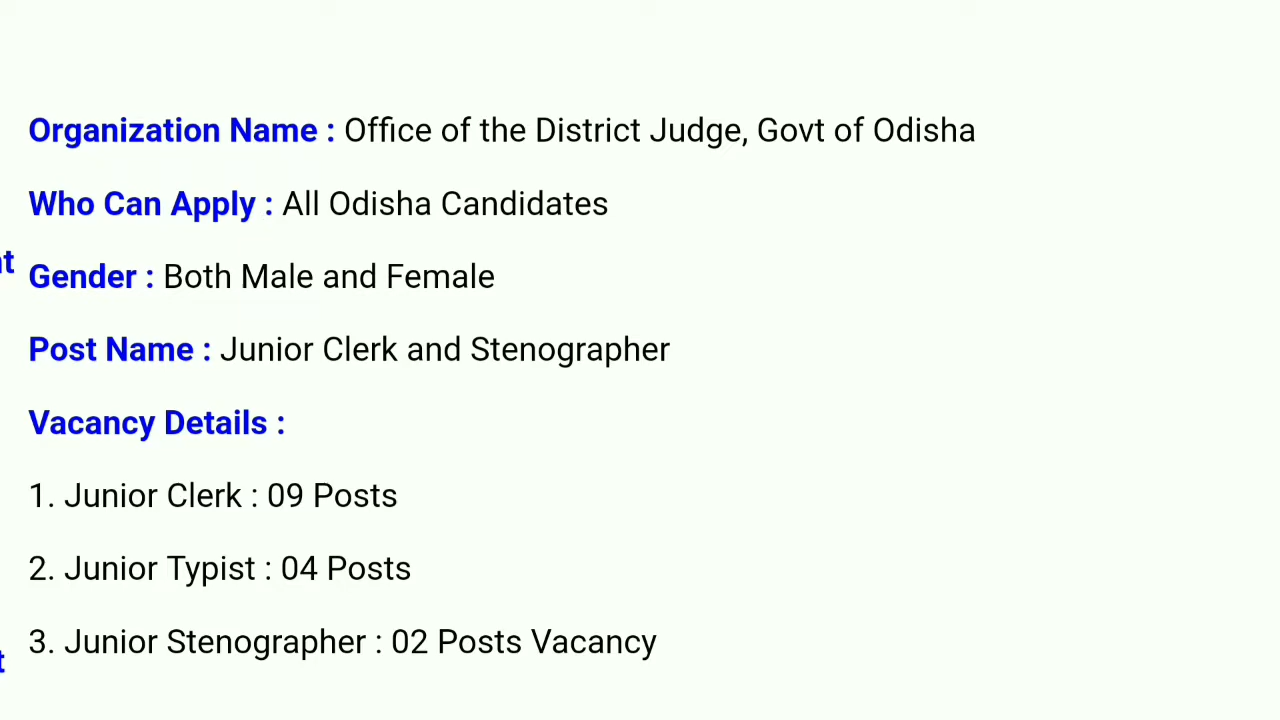 Organization Name : Office of the District Judge, Govt of Odisha
Who Can Apply : All Odisha Candidates
Gender : Both Male and Female
Post Name : Junior Clerk and Stenographer
Vacancy Details :
1. Junior Clerk : 09 Posts
2. Junior Typist : 04 Posts
3. Junior Stenographer : 02 Posts Vacancy